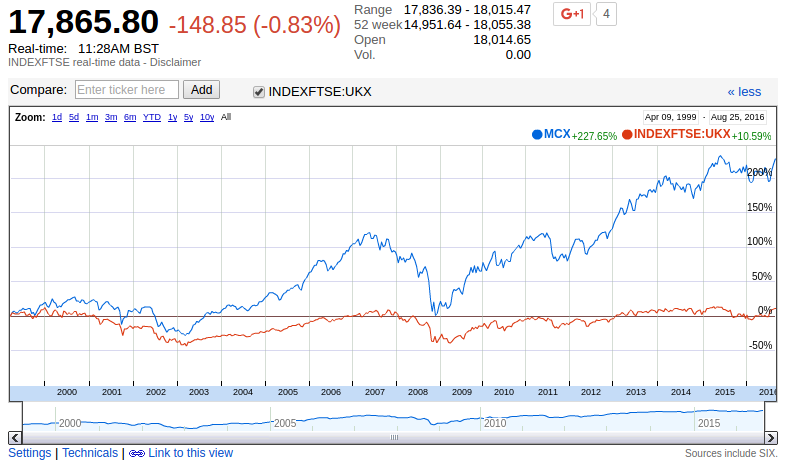 17,865.80 -148.85 (-0.83%)
Real-time: 11:28AM BST
INDEXFTSE real-time data - Disclaimer
Range 17,836.39 - 18,015.47
52 week 14,951.64 - 18,055.38
Open 18,014.65
Vol. 0.00
G+1 4
Compare: Enter ticker here Add INDEXFTSE:UKX « less
Zoom: 1d 5d 1m 3m 6m YTD 1y 5y 10y All
Apr 09, 1999 - Aug 25, 2016
MCX +227.65% INDEXFTSE:UKX +10.59%
200%
150%
100%
50%
0%
-50%
2000 2001 2002 2003 2004 2005 2006 2007 2008 2009 2010 2011 2012 2013 2014 2015 2016
2000 2005 2010 2015
Settings | Technicals | Link to this view
Sources include SIX.